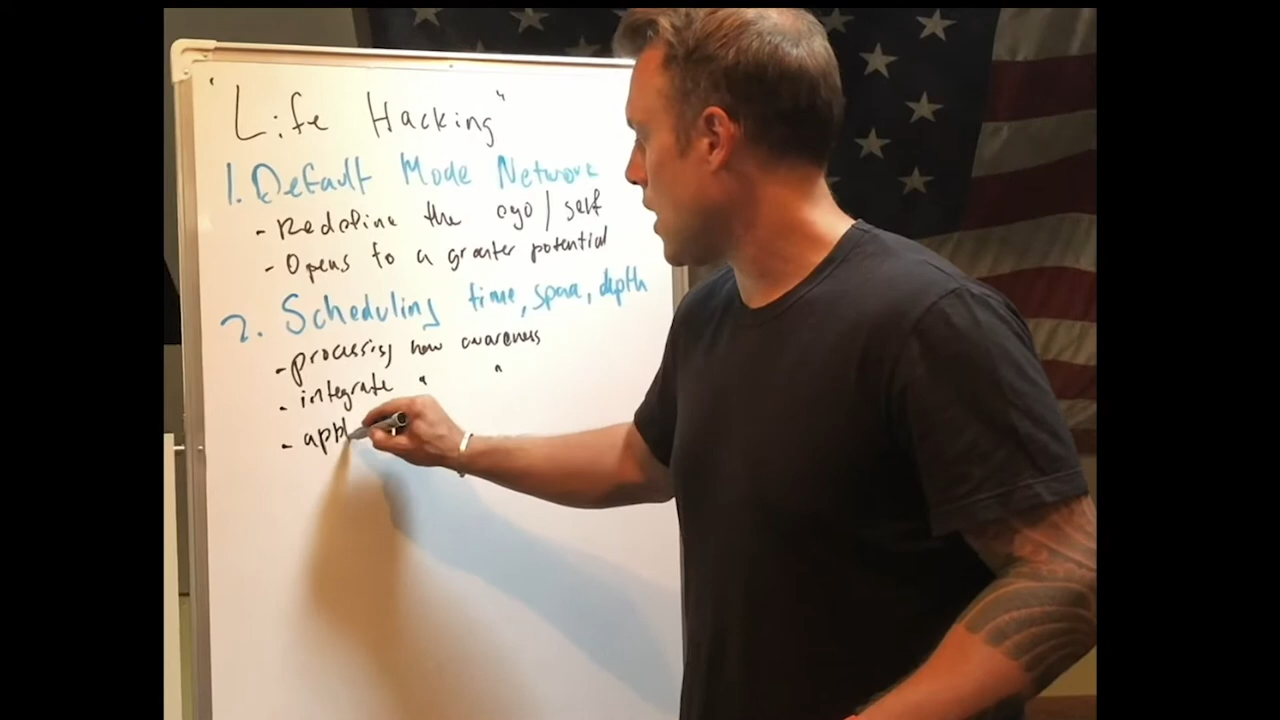 "Life Hacking"
1. Default Mode Network
- Redefine the ego/self
- Opens to a greater potential
2. Scheduling time, space, depth
- processing new awareness
- integrate " "
- appl